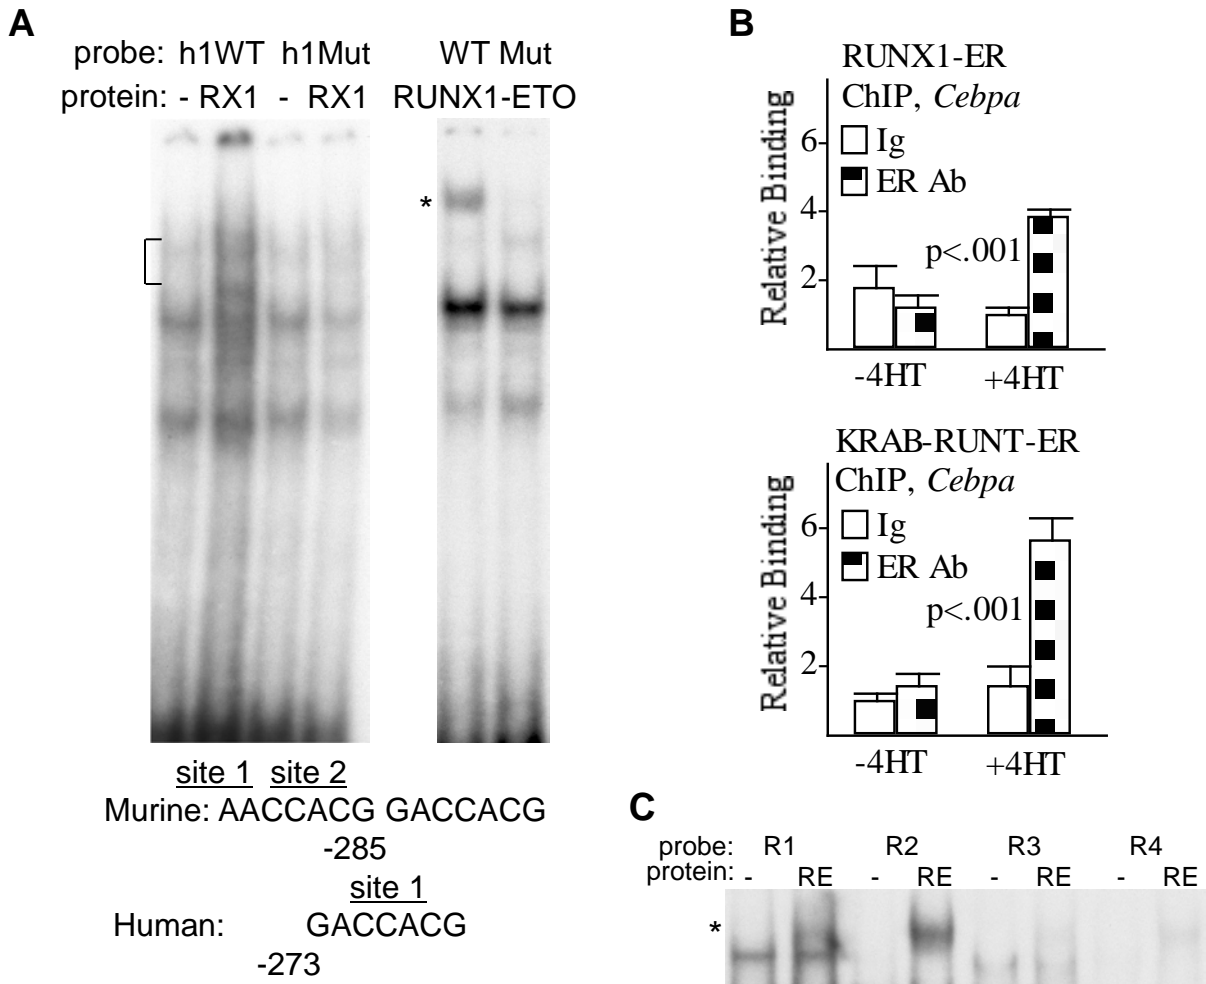 A
probe: h1WT h1Mut WT Mut
protein: - RX1 - RX1 RUNX1-ETO
*
site 1 site 2
Murine: AACCACG GACCACG
-285
site 1
Human: GACCACG
-273
B
RUNX1-ER
ChIP, Cebpa
Ig
ER Ab
Relative Binding
6
4
2
p<.001
-4HT +4HT
KRAB-RUNT-ER
ChIP, Cebpa
Ig
ER Ab
Relative Binding
6
4
2
p<.001
-4HT +4HT
C
probe: R1 R2 R3 R4
protein: - RE - RE - RE - RE
*